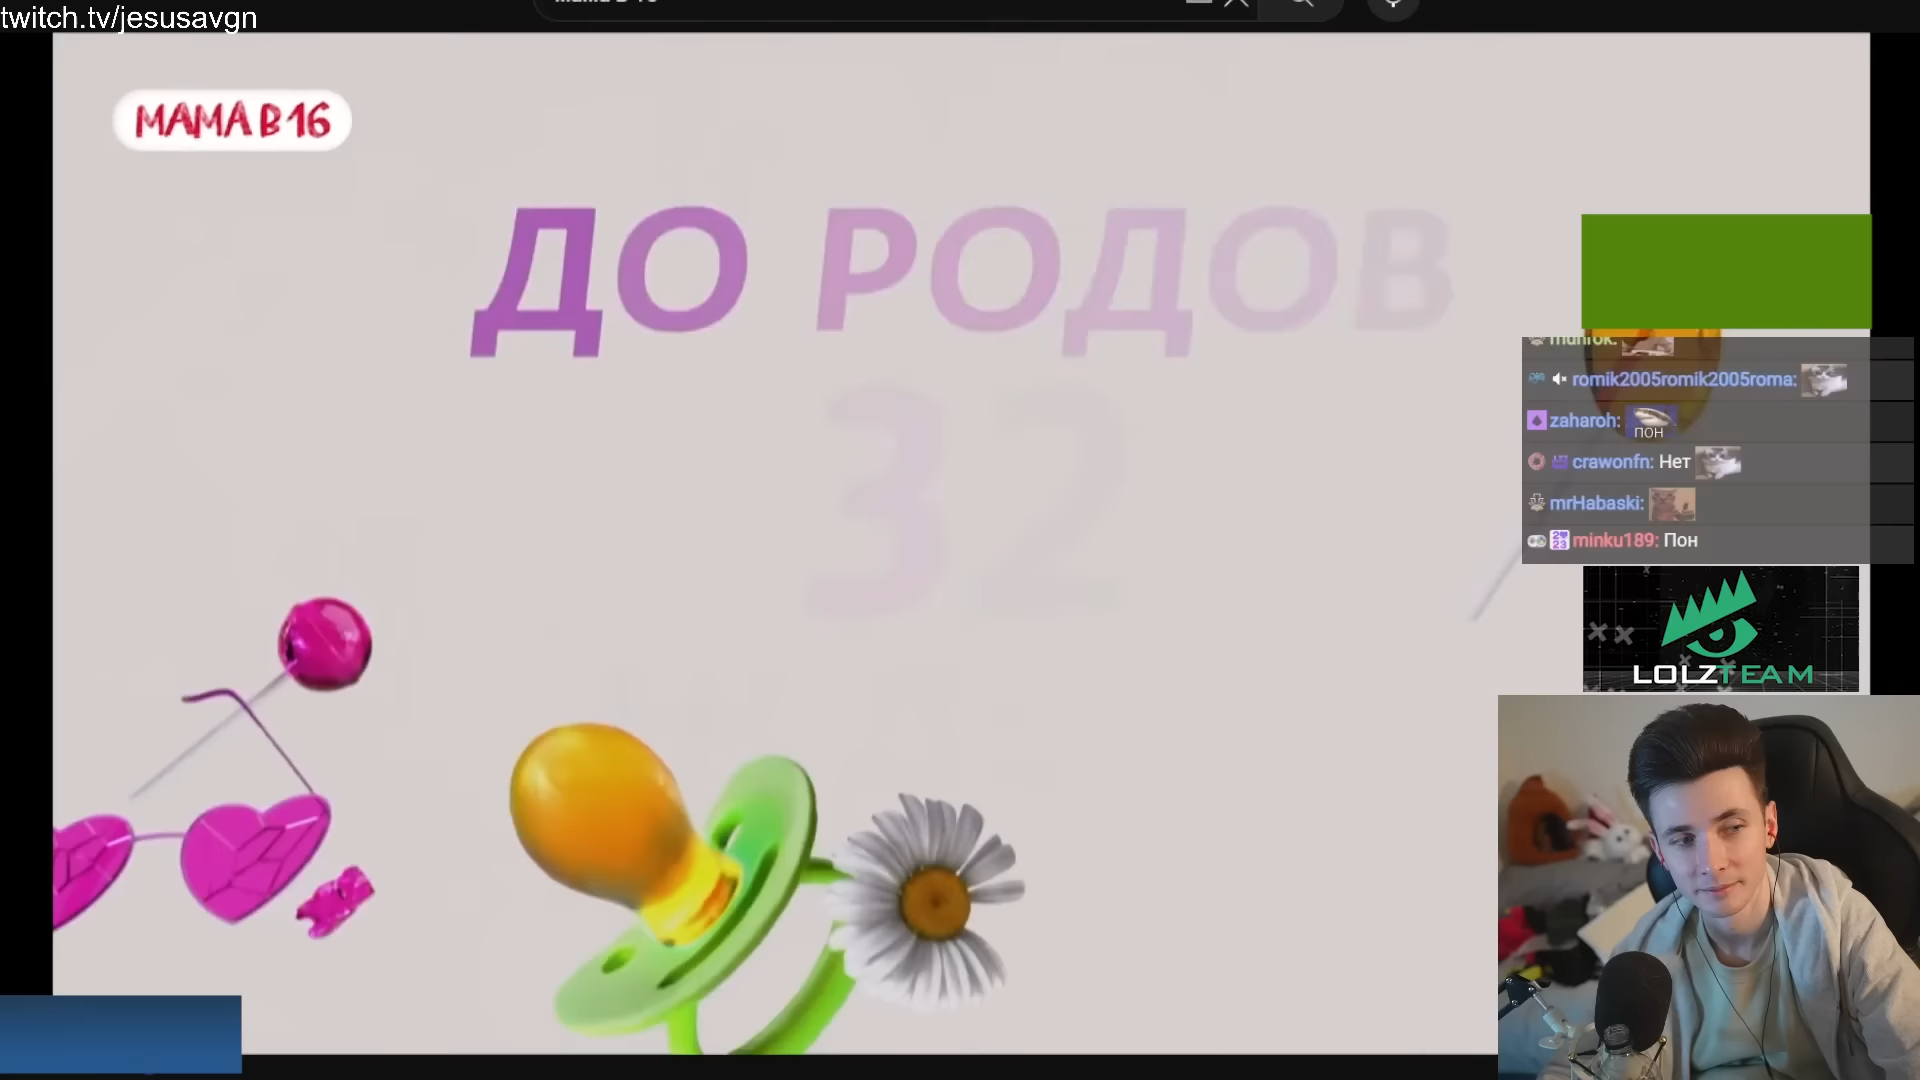 twitch.tv/jesusavgn
МАМА В 16
ДО РОДОВ
32
romik2005romik2005roma:
zaharoh:
ПОН
crawonfn: Нет
mrHabaski:
minku189: Пон
LOLZTEAM